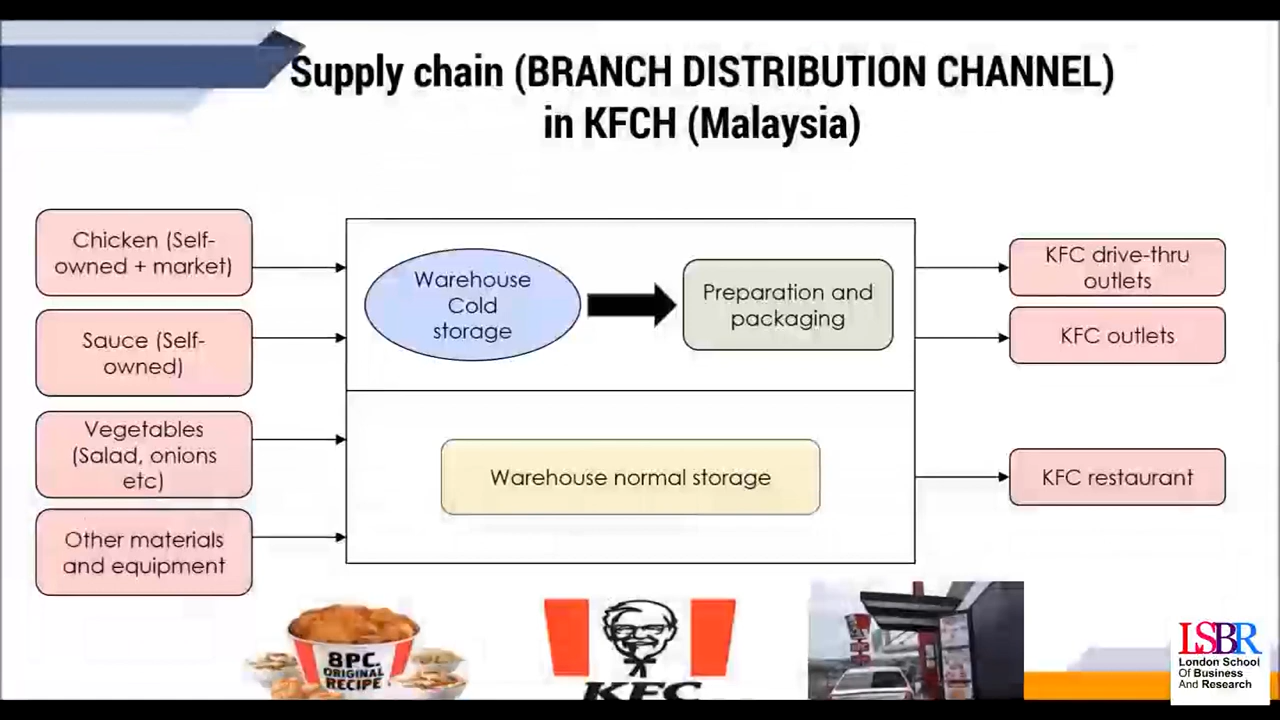 Supply chain (BRANCH DISTRIBUTION CHANNEL)
in KFCH (Malaysia)
Chicken (Self-
owned + market)
Sauce (Self-
owned)
Vegetables
(Salad, onions
etc)
Other materials
and equipment
Warehouse
Cold
storage
Preparation and
packaging
Warehouse normal storage
KFC drive-thru
outlets
KFC outlets
KFC restaurant
8PC.
ORIGINAL
RECIPE
KFC
LSBR
London School
Of Business
And Research